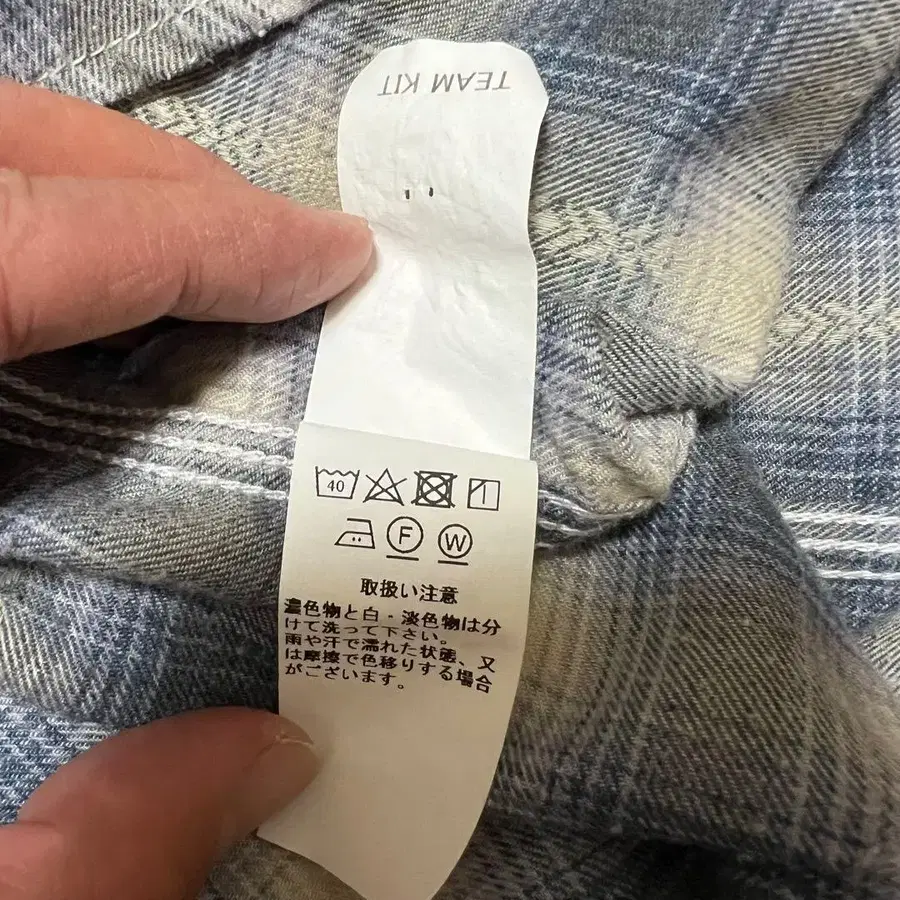 TEAM KIT
40
F W
取扱い注意
濃色物と白・淡色物は分
けて洗って下さい。
雨や汗で濡れた状態、又
は摩擦で色移りする場合
がございます。